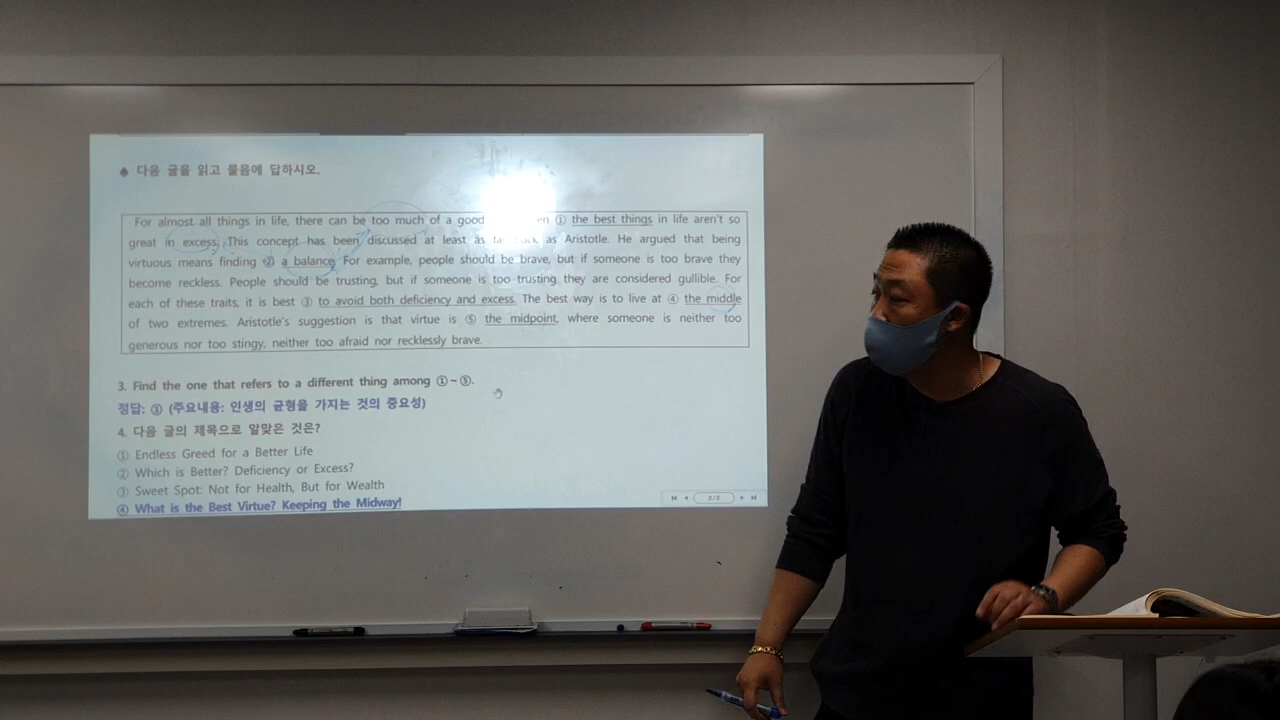 ♠ 다음 글을 읽고 물음에 답하시오.
For almost all things in life, there can be too much of a good en ① the best things in life aren't so
great in excess. This concept has been discussed at least as far back as Aristotle. He argued that being
virtuous means finding ② a balance. For example, people should be brave, but if someone is too brave they
become reckless. People should be trusting, but if someone is too trusting they are considered gullible. For
each of these traits, it is best ③ to avoid both deficiency and excess. The best way is to live at ④ the middle
of two extremes. Aristotle's suggestion is that virtue is ⑤ the midpoint, where someone is neither too
generous nor too stingy, neither too afraid nor recklessly brave.
3. Find the one that refers to a different thing among ①~⑤.
정답: ① (주요내용: 인생의 균형을 가지는 것의 중요성)
4. 다음 글의 제목으로 알맞은 것은?
① Endless Greed for a Better Life
② Which is Better? Deficiency or Excess?
③ Sweet Spot: Not for Health, But for Wealth
④ What is the Best Virtue? Keeping the Midway!
2/2